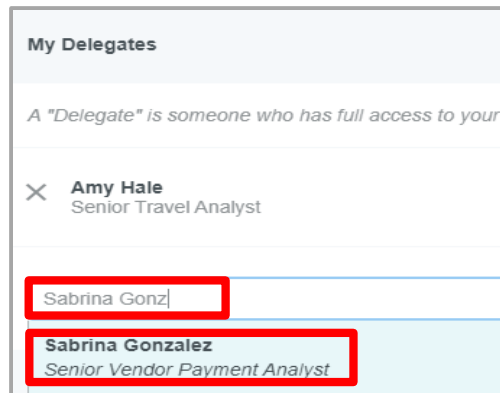 My Delegates
A "Delegate" is someone who has full access to your
Amy Hale
Senior Travel Analyst
Sabrina Gonz
Sabrina Gonzalez
Senior Vendor Payment Analyst